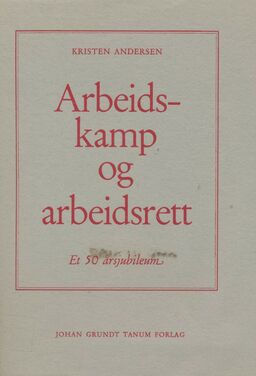 KRISTEN ANDERSEN
Arbeids-
kamp
og
arbeidsrett
Et 50 årsjubileum
JOHAN GRUNDT TANUM FORLAG